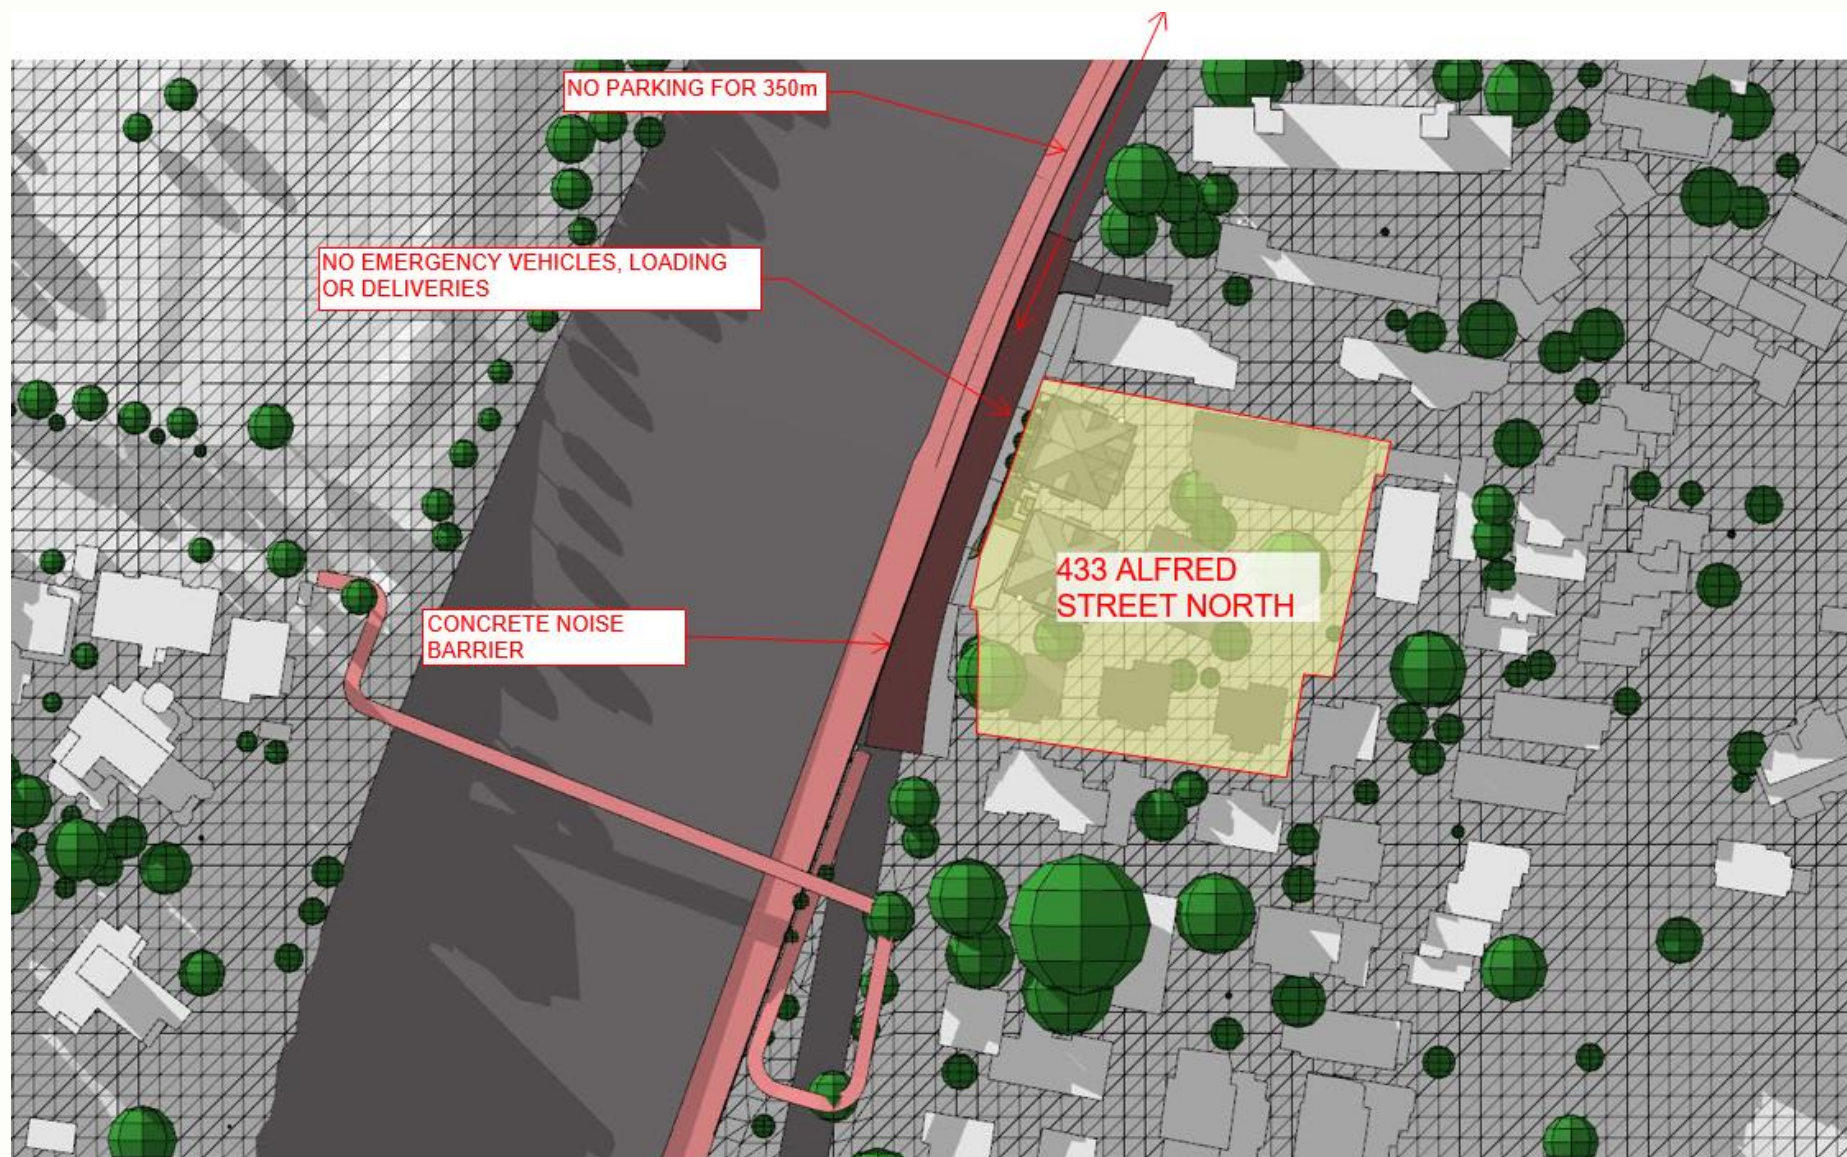 NO PARKING FOR 350m
NO EMERGENCY VEHICLES, LOADING
OR DELIVERIES
433 ALFRED
STREET NORTH
CONCRETE NOISE
BARRIER